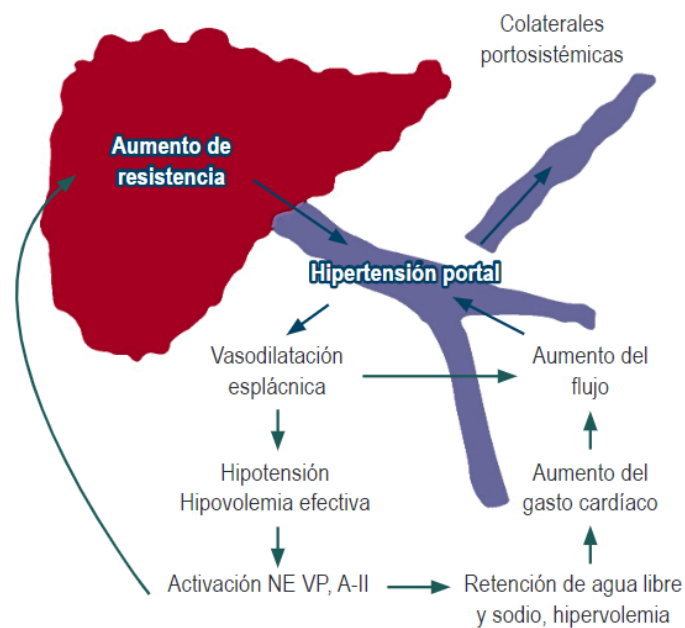 Colaterales
portosistémicas
Aumento de
resistencia
Hipertensión portal
Vasodilatación
esplácnica
Aumento del
flujo
Hipotensión
Hipovolemia efectiva
Aumento del
gasto cardíaco
Activación NE VP, A-II
Retención de agua libre
y sodio, hipervolemia